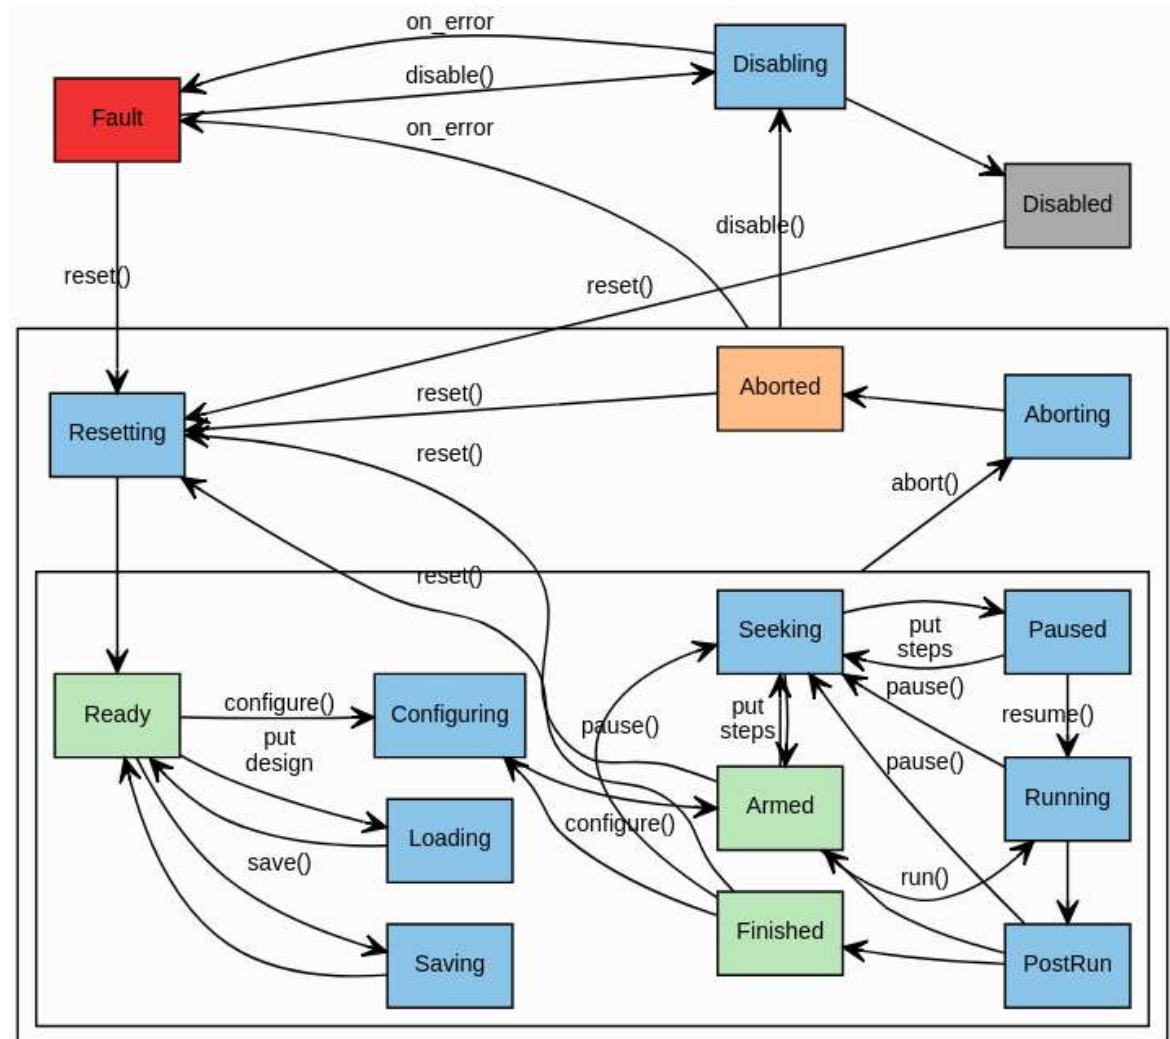 on_error
Disabling
disable()
Fault
on_error
Disabled
disable()
reset()
reset()
Aborted
reset()
Aborting
Resetting
reset()
abort()
reset()
Seeking
put
steps
Paused
pause()
Ready
configure()
Configuring
put
steps
resume()
pause()
put
design
pause()
Armed
Running
configure()
Loading
save()
run()
Finished
Saving
PostRun